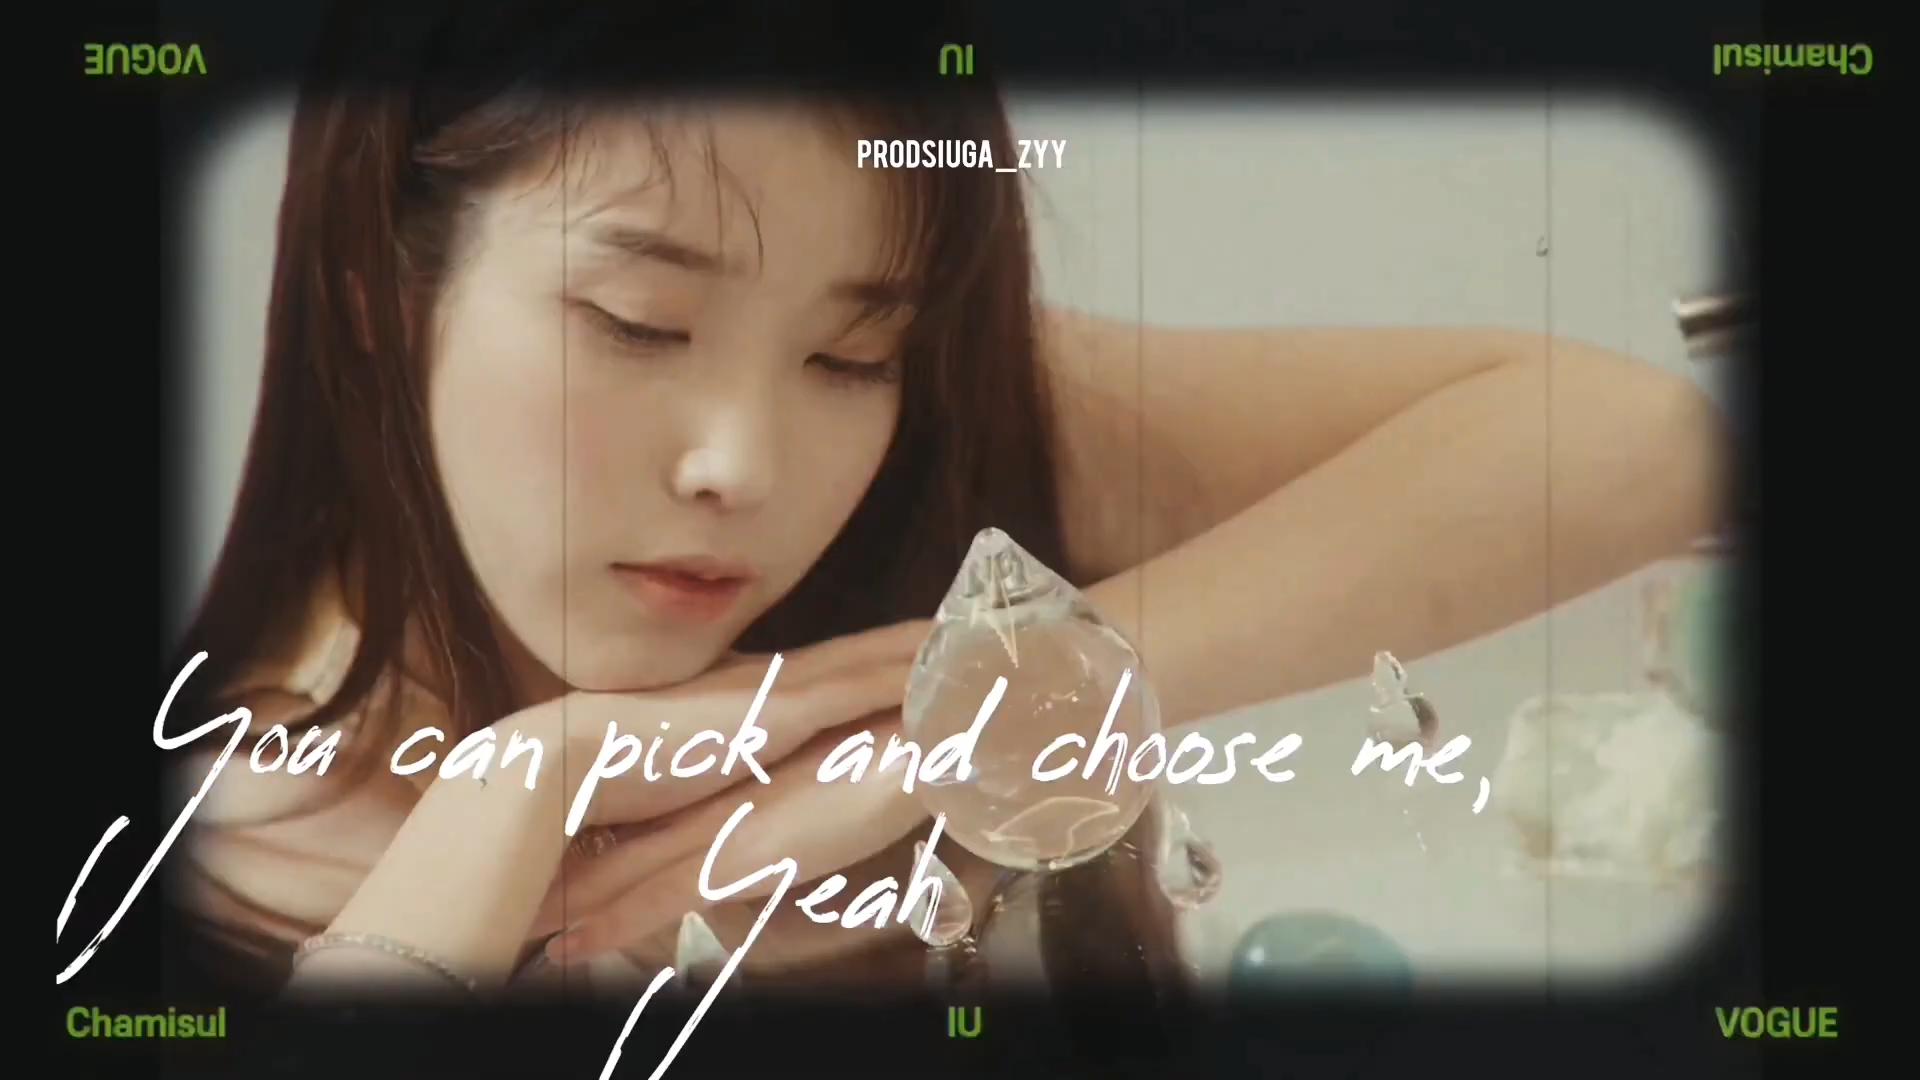 VOGUE IU Chamisul
PRODSIUGA_ZYY
You can pick and choose me,
Yeah
Chamisul IU VOGUE